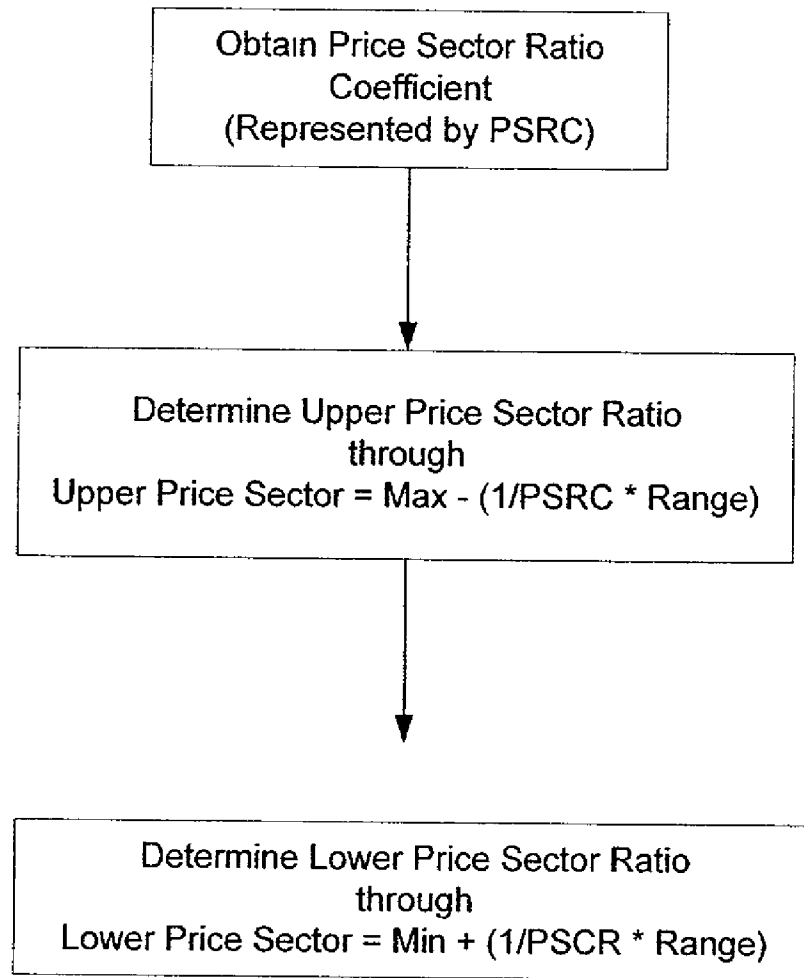 Obtain Price Sector Ratio
Coefficient
(Represented by PSRC)
Determine Upper Price Sector Ratio
through
Upper Price Sector = Max - (1/PSRC * Range)
Determine Lower Price Sector Ratio
through
Lower Price Sector = Min + (1/PSCR * Range)